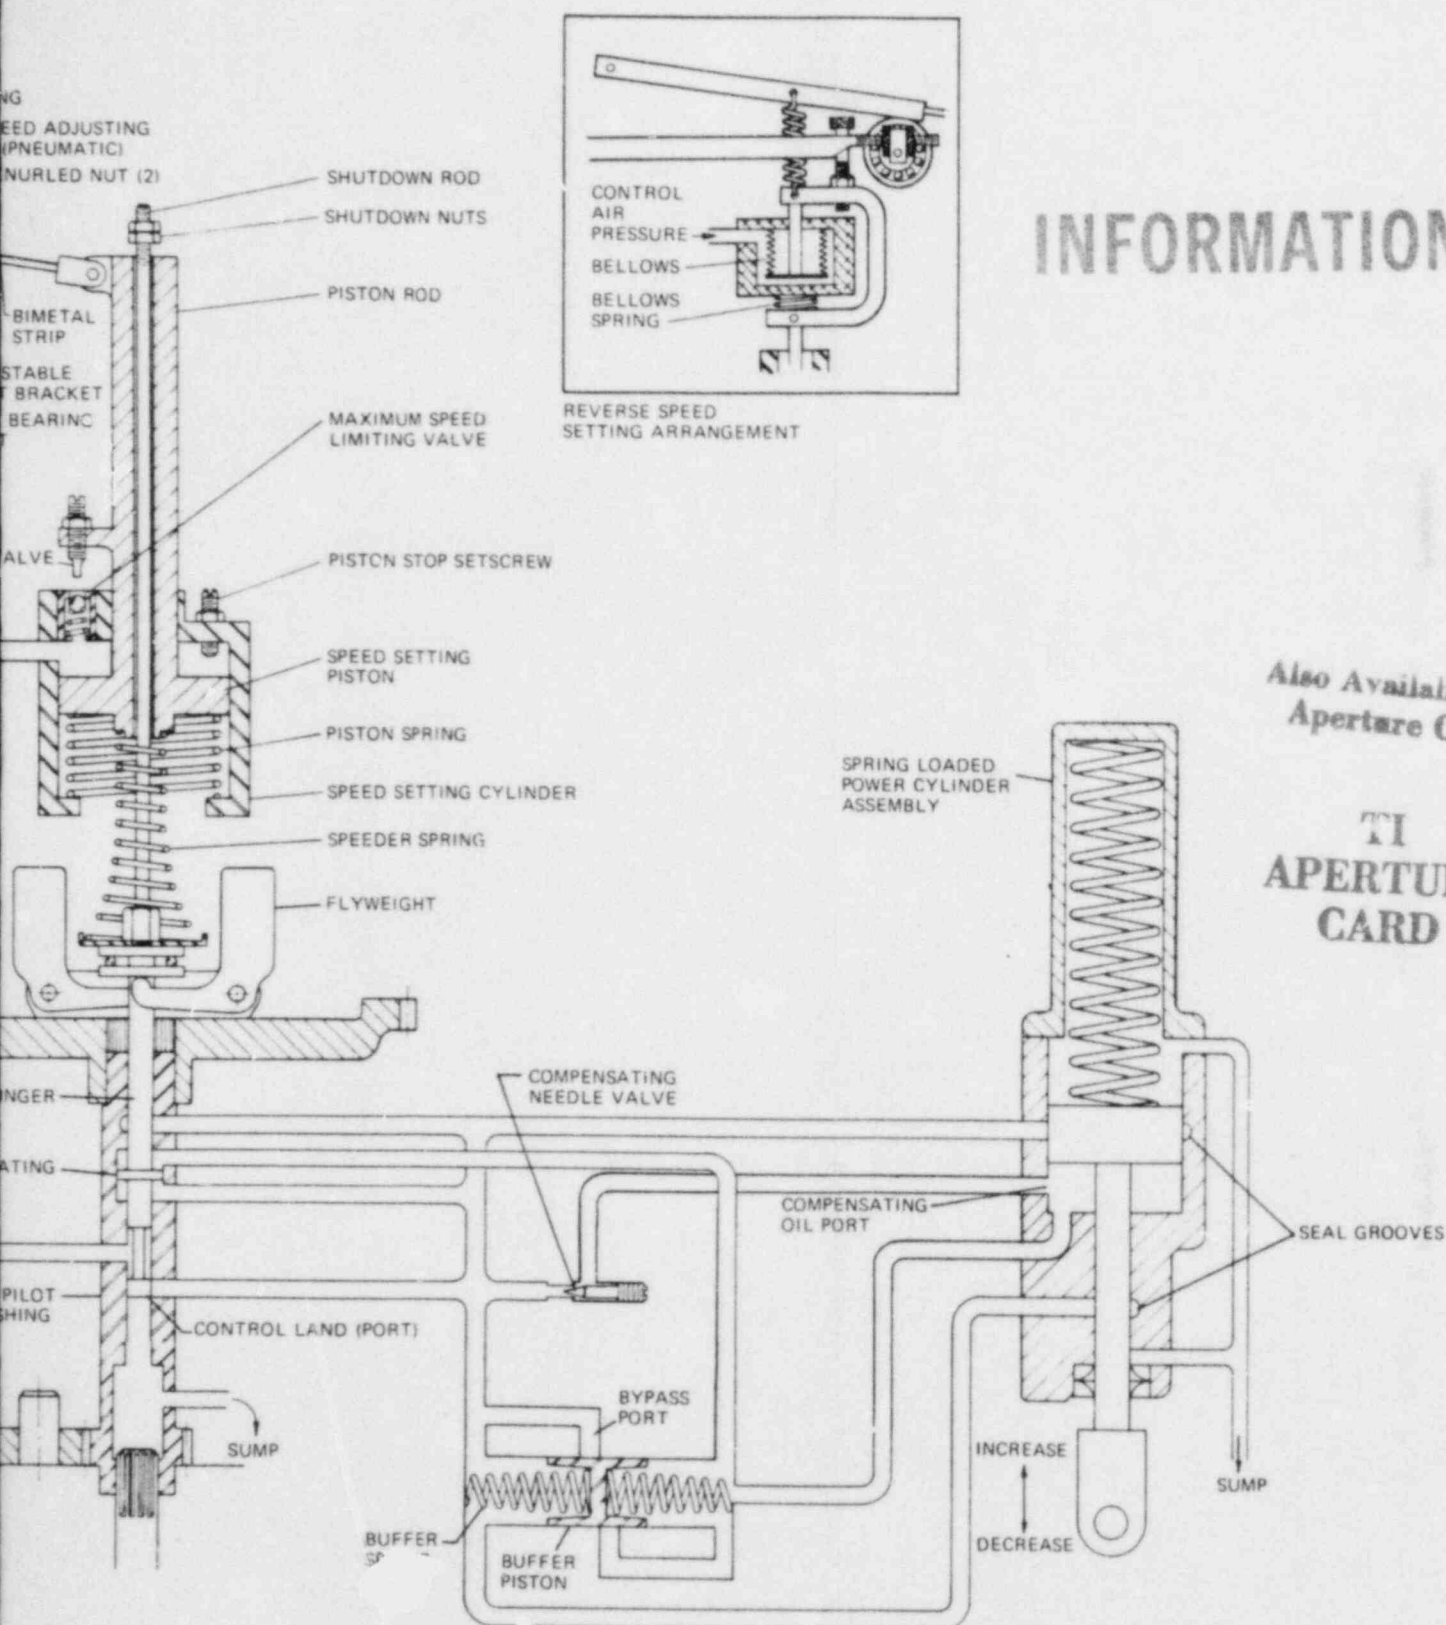 NG
EED ADJUSTING
(PNEUMATIC)
NURLED NUT (2)
SHUTDOWN ROD
SHUTDOWN NUTS
PISTON ROD
BIMETAL
STRIP
STABLE
T BRACKET
BEARING
MAXIMUM SPEED
LIMITING VALVE
ALVE
PISTON STOP SETSCREW
SPEED SETTING
PISTON
PISTON SPRING
SPEED SETTING CYLINDER
SPEEDER SPRING
FLYWEIGHT
CONTROL
AIR
PRESSURE
BELLOWS
BELLOWS
SPRING
REVERSE SPEED
SETTING ARRANGEMENT
INFORMATION
Also Availab
Aperture C
TI
APERTU
CARD
SPRING LOADED
POWER CYLINDER
ASSEMBLY
UNGER
ATING
PILOT
SHING
CONTROL LAND (PORT)
SUMP
COMPENSATING
NEEDLE VALVE
COMPENSATING
OIL PORT
SEAL GROOVES
BYPASS
PORT
BUFFER
BUFFER
PISTON
INCREASE
DECREASE
SUMP